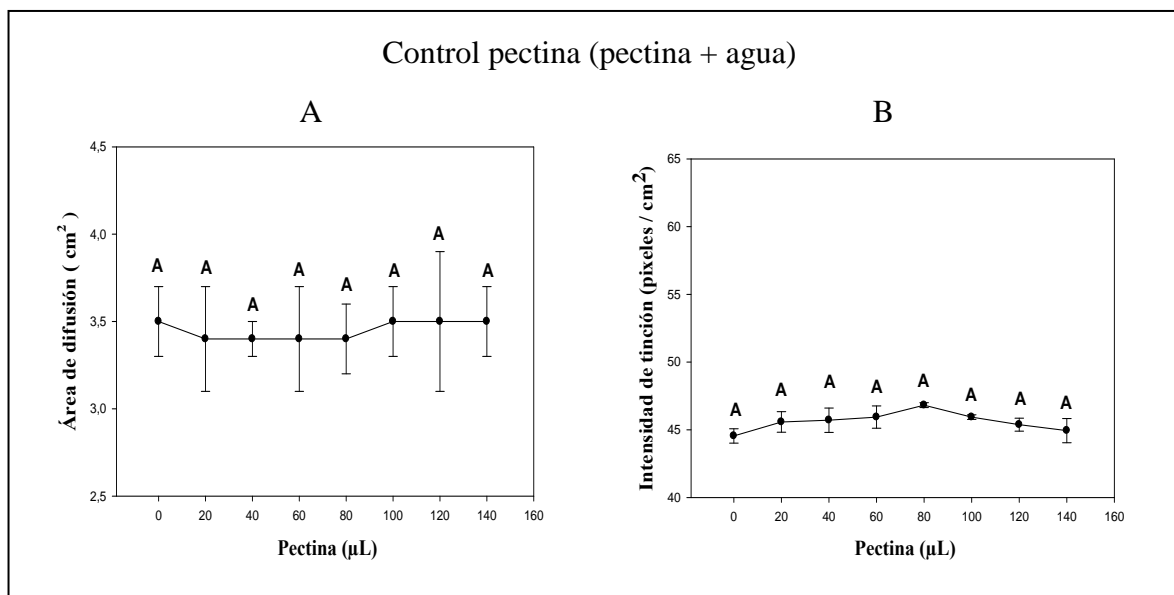 Control pectina (pectina + agua)
A
4,5
4,0
3,5
3,0
2,5
Área de difusión ( cm² )
A A A A A A A A
0 20 40 60 80 100 120 140 160
Pectina (µL)
B
65
60
55
50
45
40
Intensidad de tinción (pixeles / cm²)
A A A A A A A A
0 20 40 60 80 100 120 140 160
Pectina (µL)